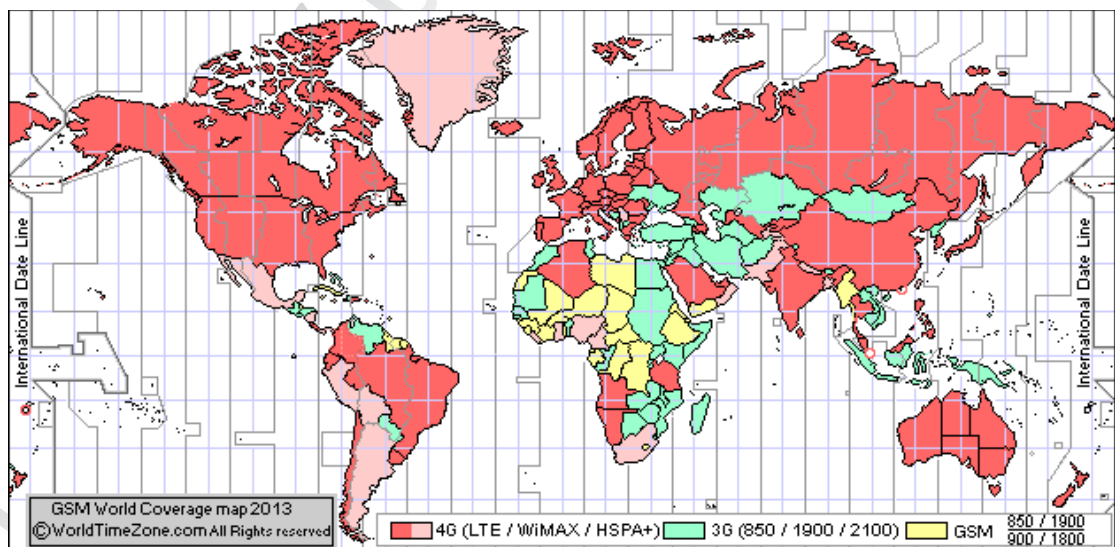 International Date Line
International Date Line
GSM World Coverage map 2013
©WorldTimeZone.com All Rights reserved
4G (LTE / WiMAX / HSPA+)
3G (850 / 1900 / 2100)
GSM
850 / 1900
900 / 1800